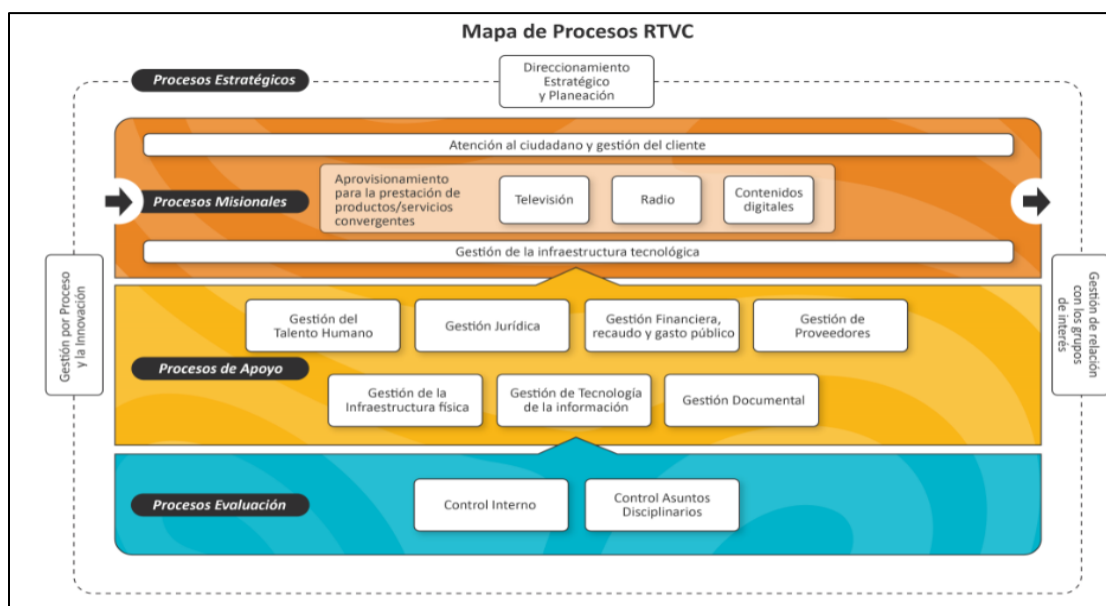 Mapa de Procesos RTVC
Procesos Estratégicos
Direccionamiento
Estratégico
y Planeación
Atención al ciudadano y gestión del cliente
Procesos Misionales
Aprovisionamiento
para la prestación de
productos/servicios
convergentes
Televisión
Radio
Contenidos
digitales
Gestión de la infraestructura tecnológica
Gestión por Proceso
y la Innovación
Gestión de relación
con los grupos
de interés
Gestión del
Talento Humano
Gestión Jurídica
Gestión Financiera,
recaudo y gasto público
Gestión de
Proveedores
Procesos de Apoyo
Gestión de la
Infraestructura física
Gestión de Tecnología
de la información
Gestión Documental
Procesos Evaluación
Control Interno
Control Asuntos
Disciplinarios